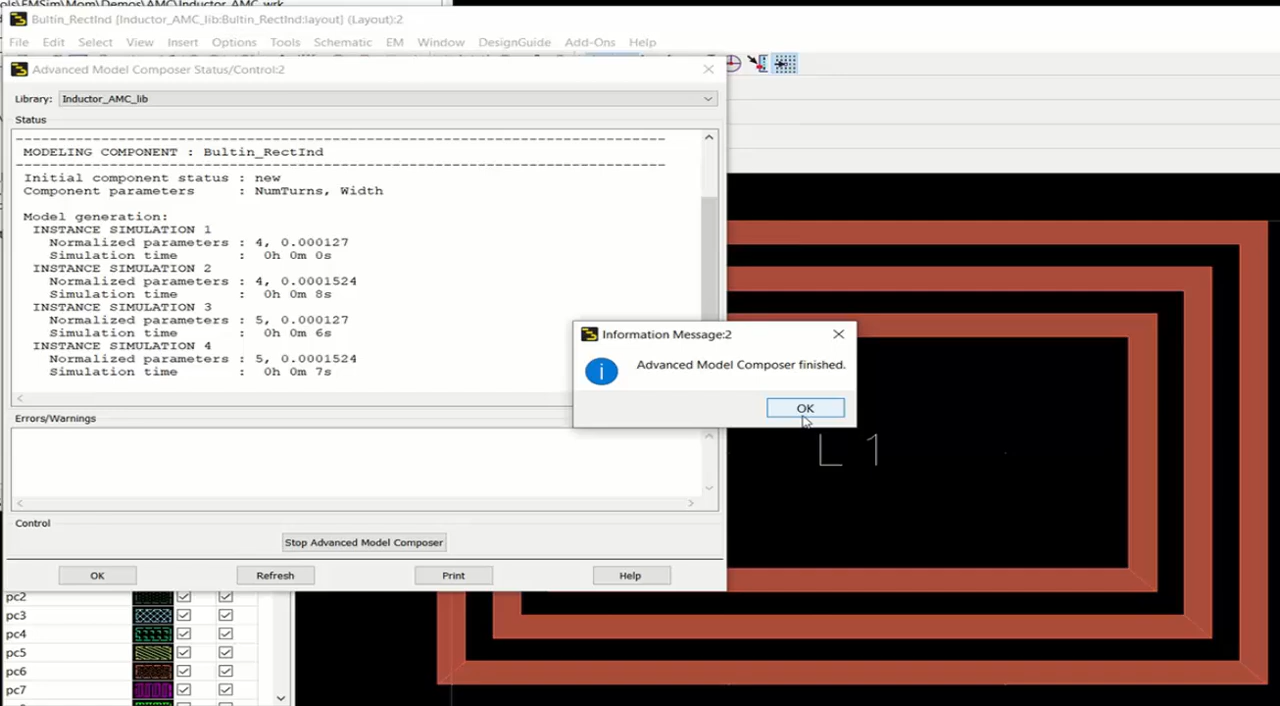 ols\EMSim\Mom\Demos\AMC\Inductor_AMC_wrk
Bultin_RectInd [Inductor_AMC_lib:Bultin_RectInd:layout] (Layout):2
File Edit Select View Insert Options Tools Schematic EM Window DesignGuide Add-Ons Help
Advanced Model Composer Status/Control:2
Library: Inductor_AMC_lib
Status
MODELING COMPONENT : Bultin_RectInd
Initial component status : new
Component parameters : NumTurns, Width
Model generation:
INSTANCE SIMULATION 1
Normalized parameters : 4, 0.000127
Simulation time : 0h 0m 0s
INSTANCE SIMULATION 2
Normalized parameters : 4, 0.0001524
Simulation time : 0h 0m 8s
INSTANCE SIMULATION 3
Normalized parameters : 5, 0.000127
Simulation time : 0h 0m 6s
INSTANCE SIMULATION 4
Normalized parameters : 5, 0.0001524
Simulation time : 0h 0m 7s
Information Message:2
Advanced Model Composer finished.
OK
L1
Errors/Warnings
Control
Stop Advanced Model Composer
OK Refresh Print Help
pc2
pc3
pc4
pc5
pc6
pc7